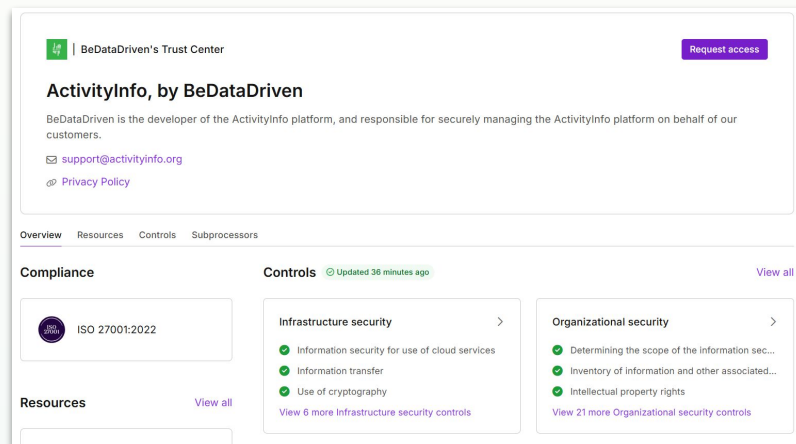 BeDataDriven's Trust Center
Request access
ActivityInfo, by BeDataDriven
BeDataDriven is the developer of the ActivityInfo platform, and responsible for securely managing the ActivityInfo platform on behalf of our
customers.
support@activityinfo.org
Privacy Policy
Overview Resources Controls Subprocessors
Compliance
ISO 27001
ISO 27001:2022
Resources View all
Controls Updated 36 minutes ago View all
Infrastructure security
Information security for use of cloud services
Information transfer
Use of cryptography
View 6 more Infrastructure security controls
Organizational security
Determining the scope of the information sec...
Inventory of information and other associated...
Intellectual property rights
View 21 more Organizational security controls